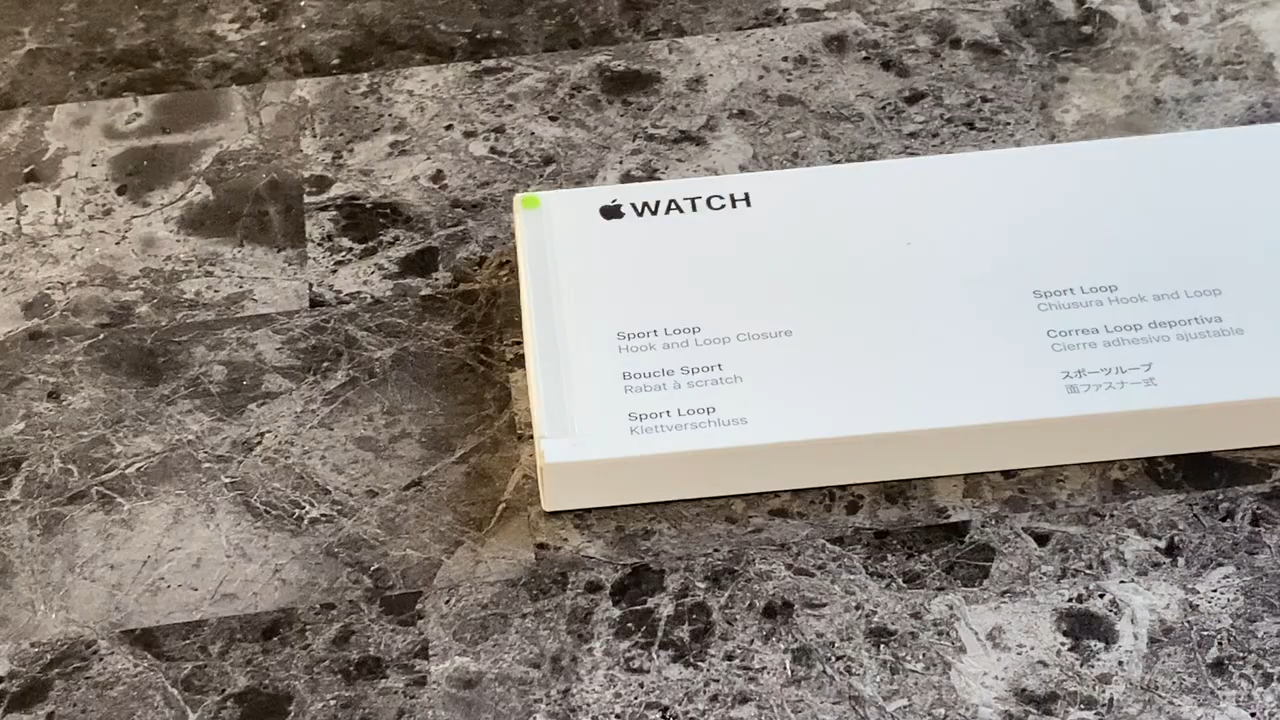 WATCH
Sport Loop
Hook and Loop Closure
Boucle Sport
Rabat à scratch
Sport Loop
Klettverschluss
Sport Loop
Chiusura Hook and Loop
Correa Loop deportiva
Cierre adhesivo ajustable
スポーツループ
面ファスナー式